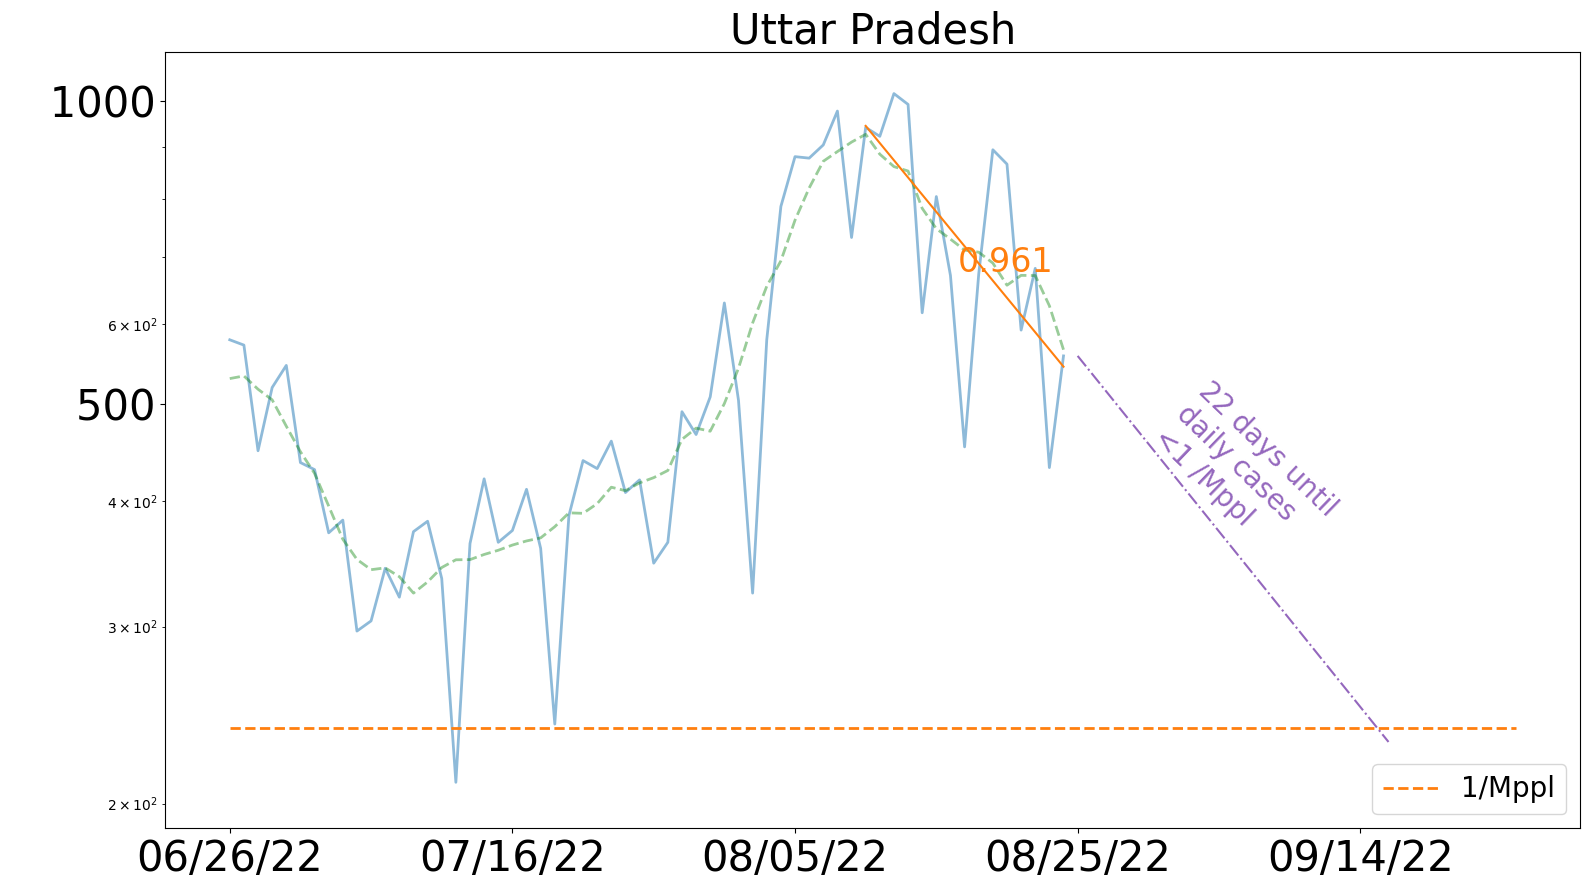 Uttar Pradesh
1000
6 × 10²
500
4 × 10²
3 × 10²
2 × 10²
0.961
22 days until
daily cases
<1 /Mppl
1/Mppl
06/26/22 07/16/22 08/05/22 08/25/22 09/14/22